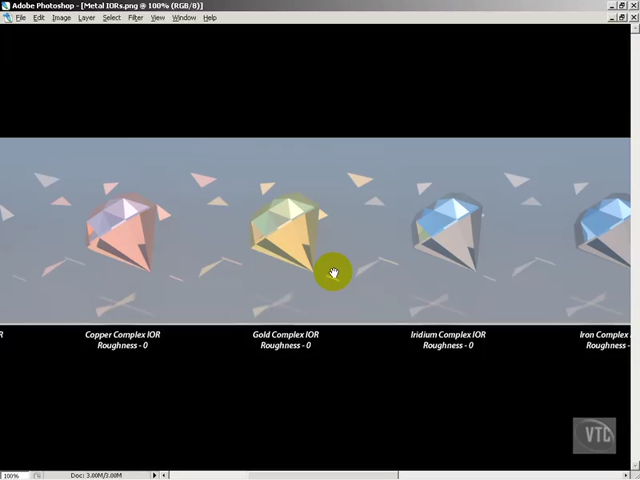 Adobe Photoshop - [Metal IORs.png @ 100% (RGB/8)]
File Edit Image Layer Select Filter View Window Help
R
0
Copper Complex IOR
Roughness - 0
Gold Complex IOR
Roughness - 0
Iridium Complex IOR
Roughness - 0
Iron Complex
Roughness -
VTC
100%
Doc: 3.00M/3.00M